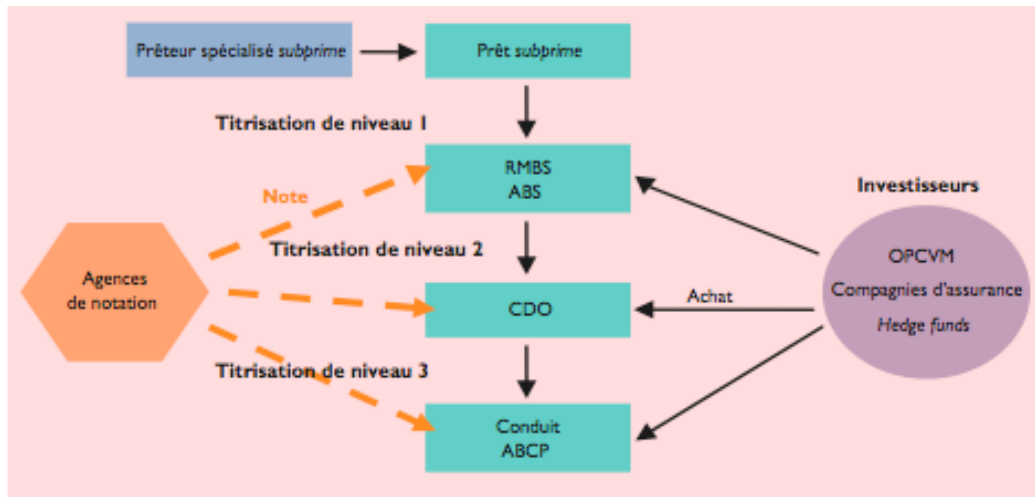 Prêteur spécialisé subprime
Prêt subprime
Titrisation de niveau 1
RMBS
ABS
Note
Investisseurs
Titrisation de niveau 2
OPCVM
Agences
de notation
Compagnies d'assurance
Achat
CDO
Hedge funds
Titrisation de niveau 3
Conduit
ABCP